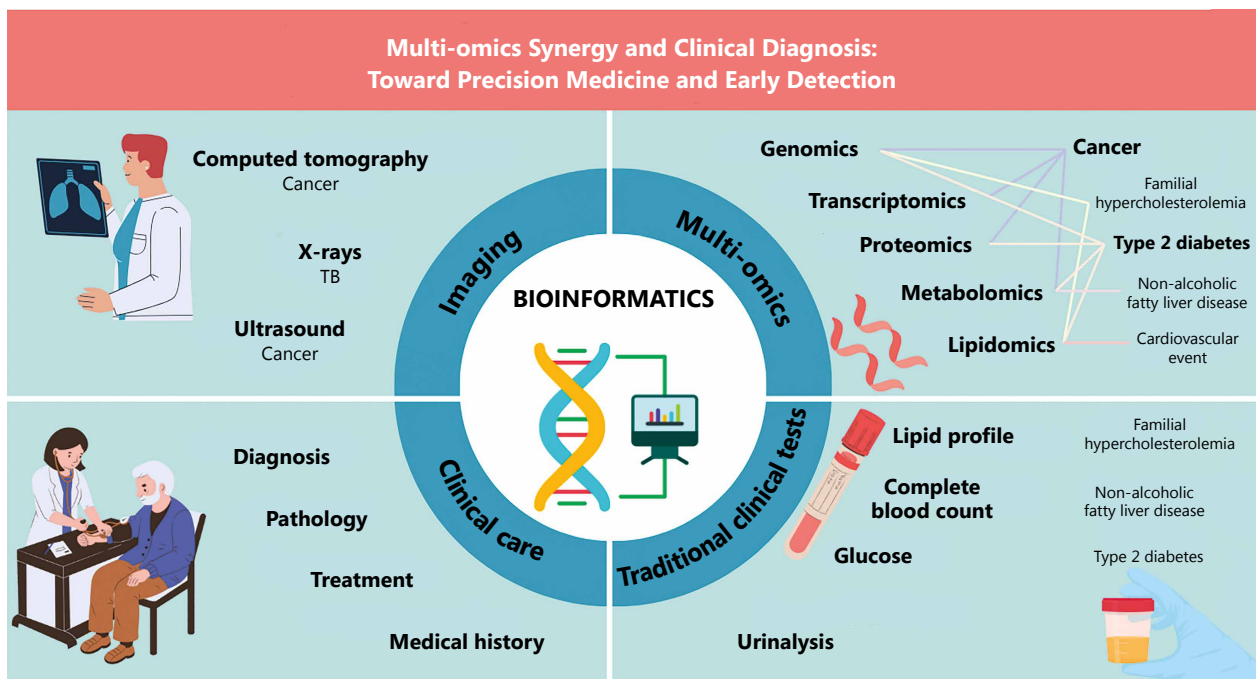 Multi-omics Synergy and Clinical Diagnosis:
Toward Precision Medicine and Early Detection
Computed tomography
Cancer
X-rays
TB
Ultrasound
Cancer
Imaging
Multi-omics
Genomics
Transcriptomics
Proteomics
Metabolomics
Lipidomics
Cancer
Familial
hypercholesterolemia
Type 2 diabetes
Non-alcoholic
fatty liver disease
Cardiovascular
event
BIOINFORMATICS
Diagnosis
Pathology
Treatment
Medical history
Clinical care
Traditional clinical tests
Lipid profile
Complete
blood count
Glucose
Urinalysis
Familial
hypercholesterolemia
Non-alcoholic
fatty liver disease
Type 2 diabetes